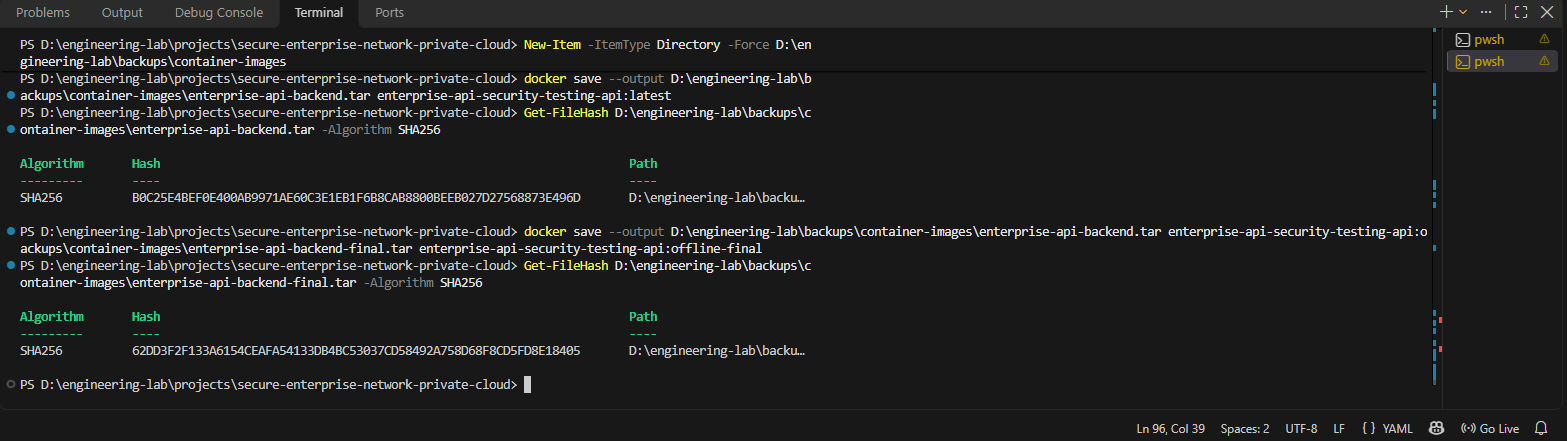 Problems Output Debug Console Terminal Ports
PS D:\engineering-lab\projects\secure-enterprise-network-private-cloud> New-Item -ItemType Directory -Force D:\en
gineering-lab\backups\container-images
PS D:\engineering-lab\projects\secure-enterprise-network-private-cloud> docker save --output D:\engineering-lab\b
ackups\container-images\enterprise-api-backend.tar enterprise-api-security-testing-api:latest
PS D:\engineering-lab\projects\secure-enterprise-network-private-cloud> Get-FileHash D:\engineering-lab\backups\c
ontainer-images\enterprise-api-backend.tar -Algorithm SHA256
Algorithm Hash Path
--------- ---- ----
SHA256 B0C25E4BEF0E400AB9971AE60C3E1EB1F6B8CAB8800BEEB027D27568873E496D D:\engineering-lab\backu…
PS D:\engineering-lab\projects\secure-enterprise-network-private-cloud> docker save --output D:\engineering-lab\backups\container-images\enterprise-api-backend.tar enterprise-api-security-testing-api:o
ackups\container-images\enterprise-api-backend-final.tar enterprise-api-security-testing-api:offline-final
PS D:\engineering-lab\projects\secure-enterprise-network-private-cloud> Get-FileHash D:\engineering-lab\backups\c
ontainer-images\enterprise-api-backend-final.tar -Algorithm SHA256
Algorithm Hash Path
--------- ---- ----
SHA256 62DD3F2F133A6154CEAFA54133DB4BC53037CD58492A758D68F8CD5FD8E18405 D:\engineering-lab\backu…
PS D:\engineering-lab\projects\secure-enterprise-network-private-cloud>
pwsh
pwsh
Ln 96, Col 39 Spaces: 2 UTF-8 LF { } YAML Go Live